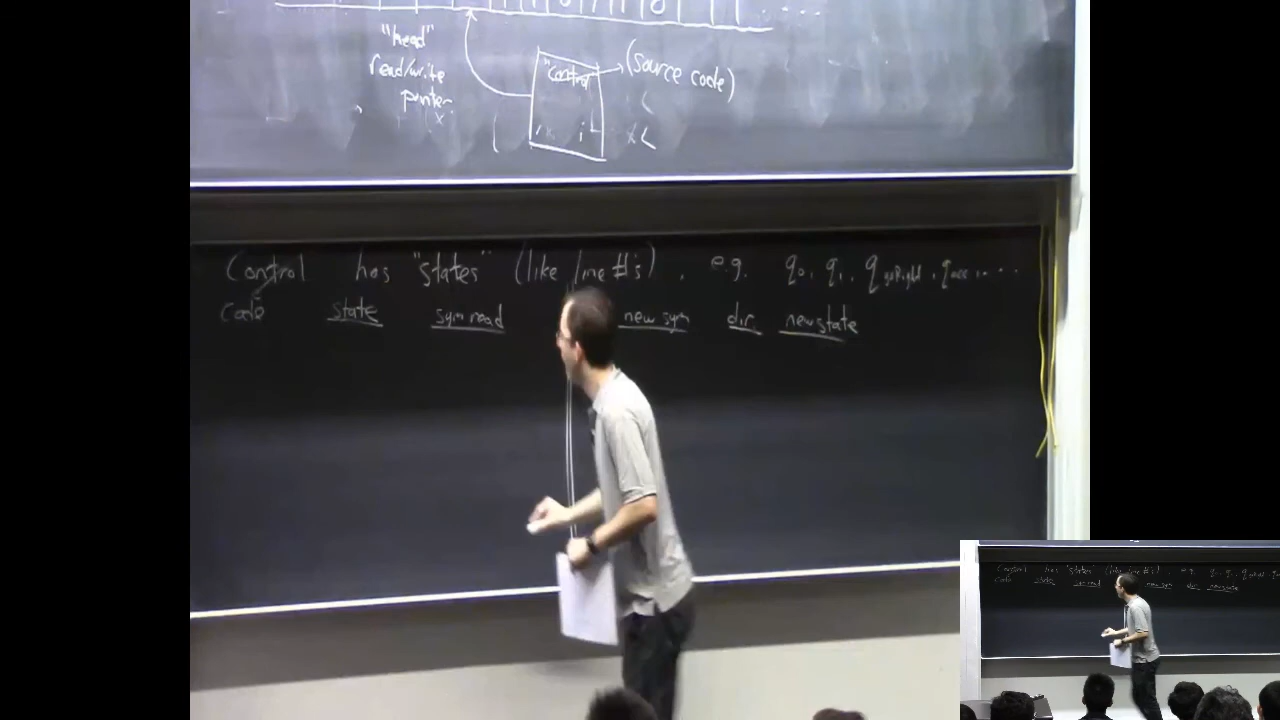 "head"
read/write
pointer
"control
(source code)
Control has "states" (like line #'s), e.g. q0, q1, qgoRight, qacc, ....
code state sym read new sym dir. new state